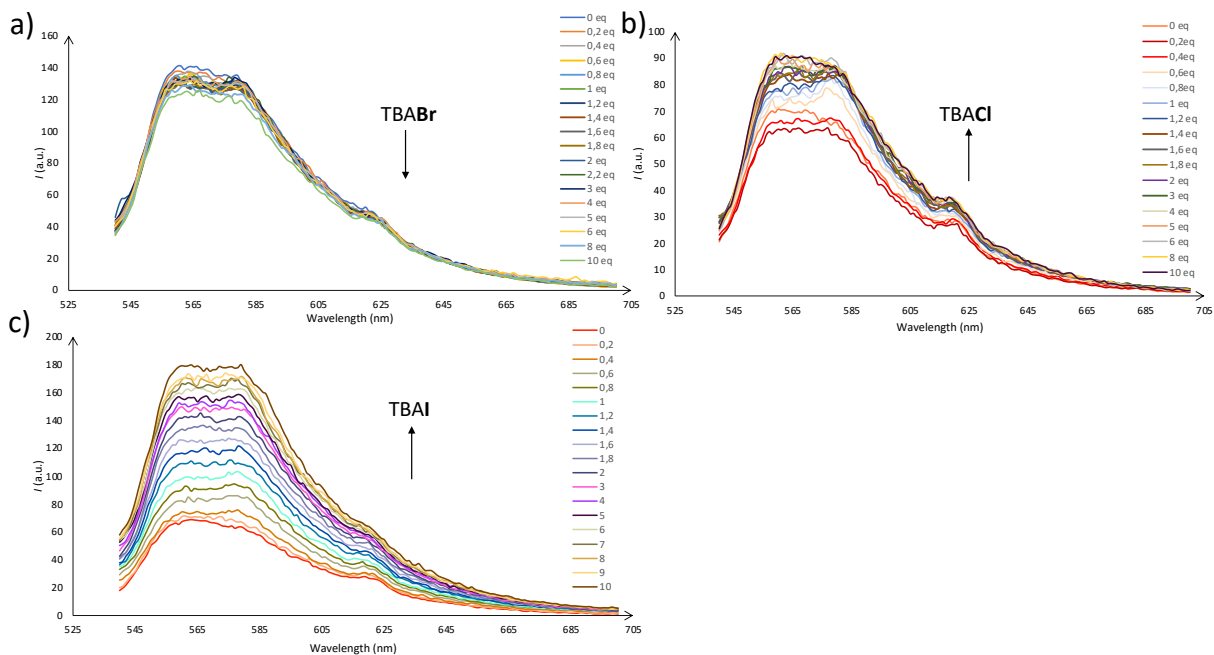 a)
I (a.u.)
160
140
120
100
80
60
40
20
0
525
545
565
585
605
625
645
665
685
705
Wavelength (nm)
TBABr
0 eq
0,2 eq
0,4 eq
0,6 eq
0,8 eq
1 eq
1,2 eq
1,4 eq
1,6 eq
1,8 eq
2 eq
2,2 eq
3 eq
4 eq
5 eq
6 eq
8 eq
10 eq
b)
I (a.u.)
100
90
80
70
60
50
40
30
20
10
0
525
545
565
585
605
625
645
665
685
705
Wavelength (nm)
TBACl
0 eq
0,2eq
0,4eq
0,6eq
0,8eq
1 eq
1,2 eq
1,4 eq
1,6 eq
1,8 eq
2 eq
3 eq
4 eq
5 eq
6 eq
8 eq
10 eq
c)
I (a.u.)
200
180
160
140
120
100
80
60
40
20
0
525
545
565
585
605
625
645
665
685
705
Wavelength (nm)
TBAI
0
0,2
0,4
0,6
0,8
1
1,2
1,4
1,6
1,8
2
3
4
5
6
7
8
9
10